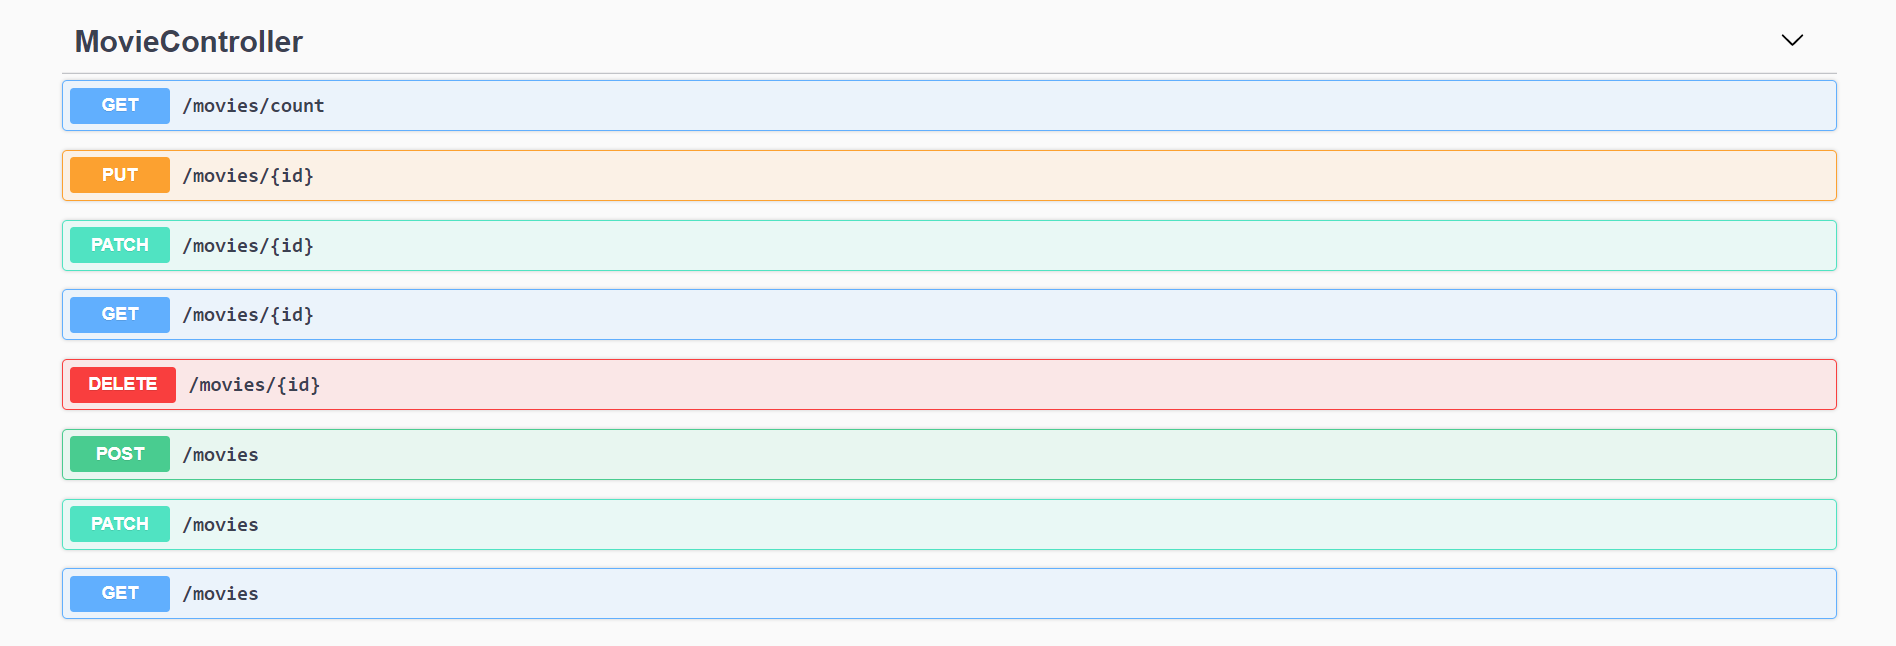 MovieController
GET /movies/count
PUT /movies/{id}
PATCH /movies/{id}
GET /movies/{id}
DELETE /movies/{id}
POST /movies
PATCH /movies
GET /movies